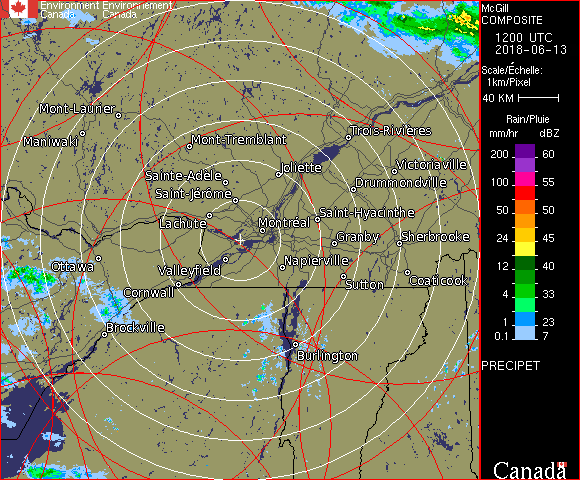 Environment Environnement
Canada Canada
McGill
COMPOSITE
1200 UTC
2018-06-13
Scale/Échelle:
1km/Pixel
40 KM
Rain/Pluie
mm/hr dBZ
200 60
100 55
50 50
24 45
12 40
4 33
1 23
0.1 7
PRECIPET
Canada
Mont-Laurier
Maniwaki
Mont-Tremblant
Trois-Rivières
Joliette
Victoriaville
Sainte-Adèle
Drummondville
Saint-Jérôme
Lachute
Saint-Hyacinthe
Montréal
Granby
Sherbrooke
Ottawa
Valleyfield
Napierville
Coaticook
Cornwall
Sutton
Brockville
Burlington